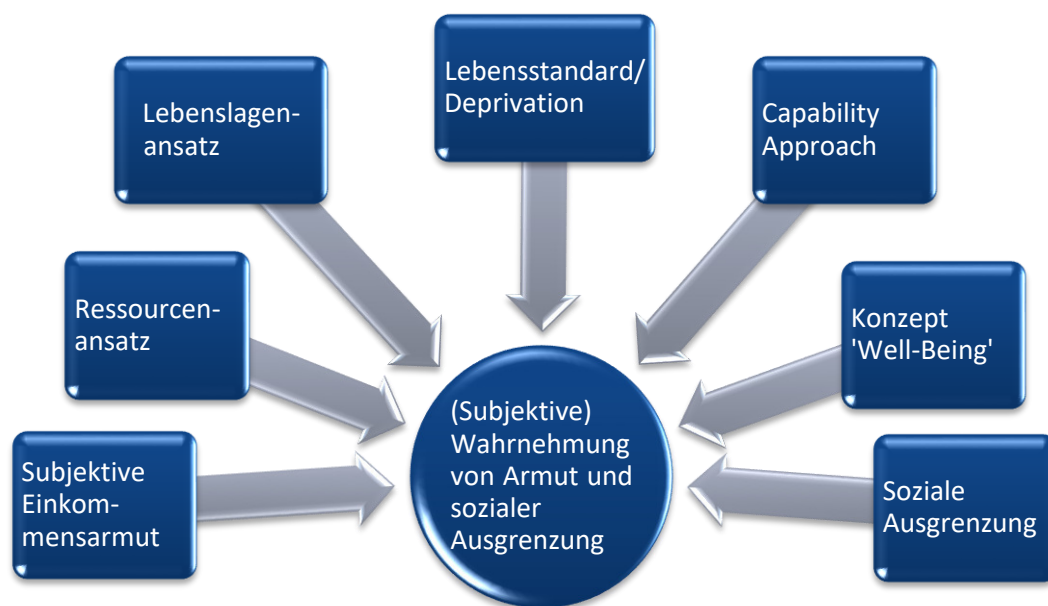 Lebenslagen-
ansatz
Lebensstandard/
Deprivation
Capability
Approach
Ressourcen-
ansatz
Konzept
'Well-Being'
Subjektive
Einkom-
mensarmut
(Subjektive)
Wahrnehmung
von Armut und
sozialer
Ausgrenzung
Soziale
Ausgrenzung